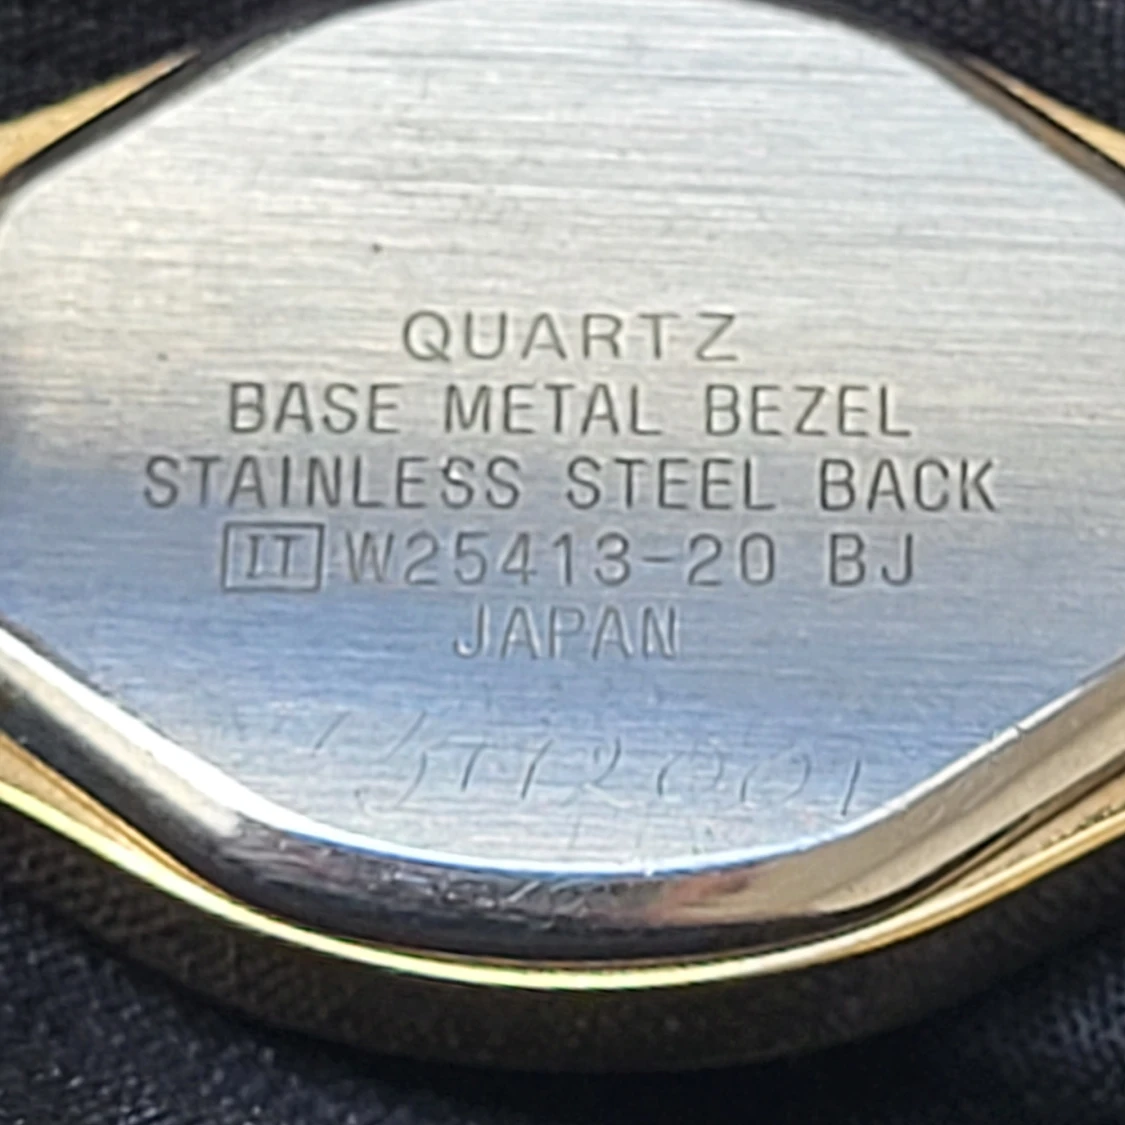 QUARTZ
BASE METAL BEZEL
STAINLESS STEEL BACK
IT W25413-20 BJ
JAPAN